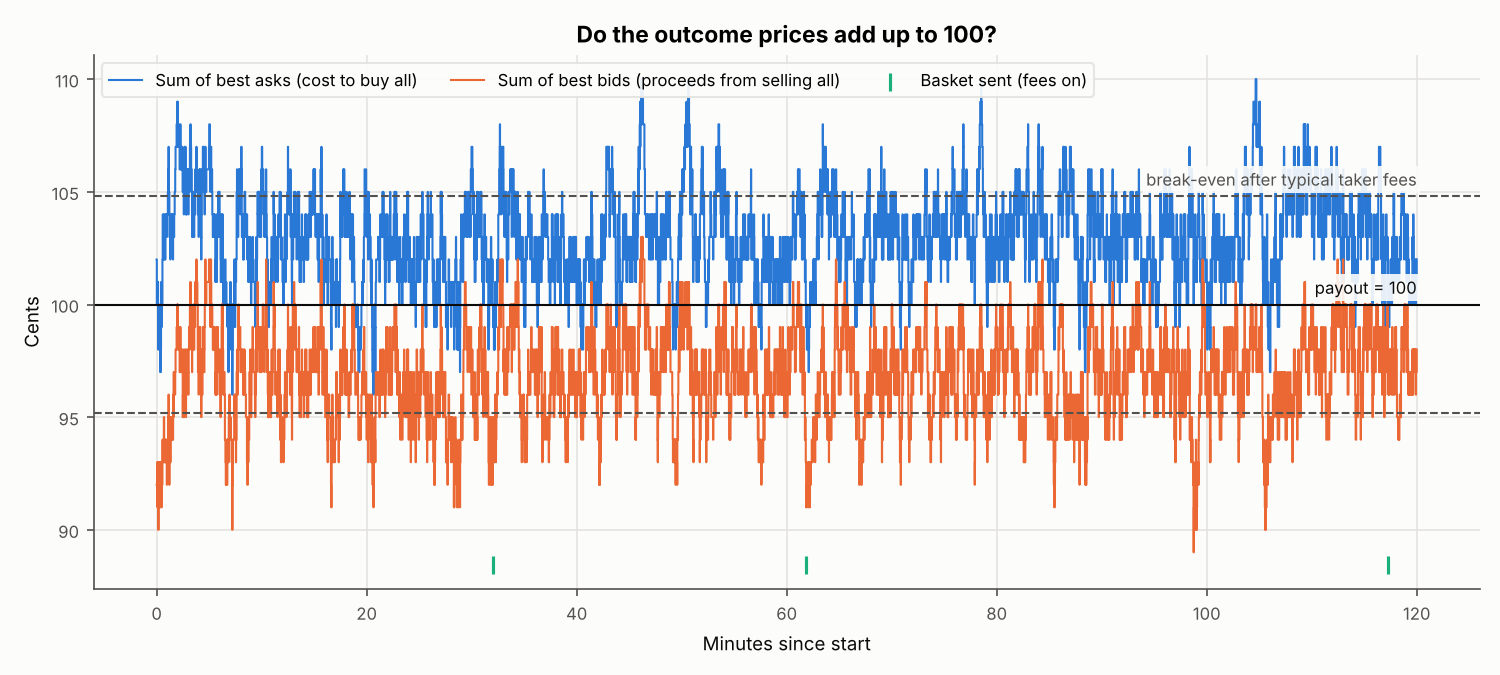 Do the outcome prices add up to 100?
Sum of best asks (cost to buy all)
Sum of best bids (proceeds from selling all)
Basket sent (fees on)
110
105
100
95
90
Cents
break-even after typical taker fees
payout = 100
0
20
40
60
80
100
120
Minutes since start